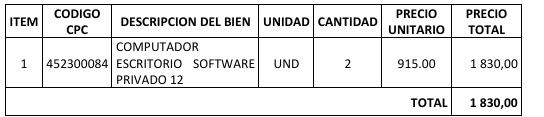 ITEM CODIGO CPC DESCRIPCION DEL BIEN UNIDAD CANTIDAD PRECIO UNITARIO PRECIO TOTAL
1 452300084 COMPUTADOR ESCRITORIO SOFTWARE PRIVADO 12 UND 2 915.00 1 830,00
TOTAL 1 830,00